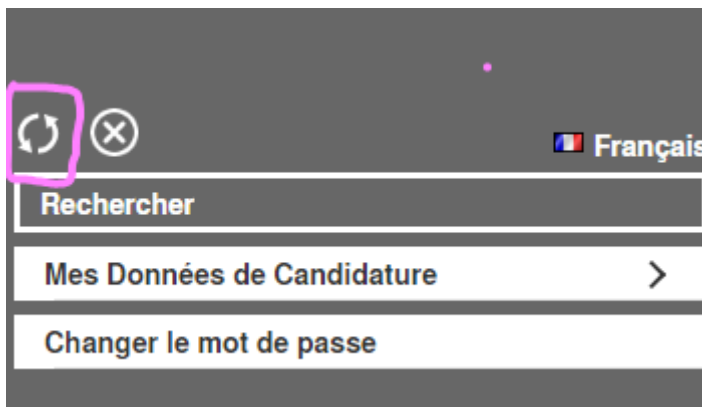 Français
Rechercher
Mes Données de Candidature
Changer le mot de passe